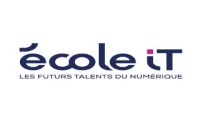 école iT
LES FUTURS TALENTS DU NUMÉRIQUE